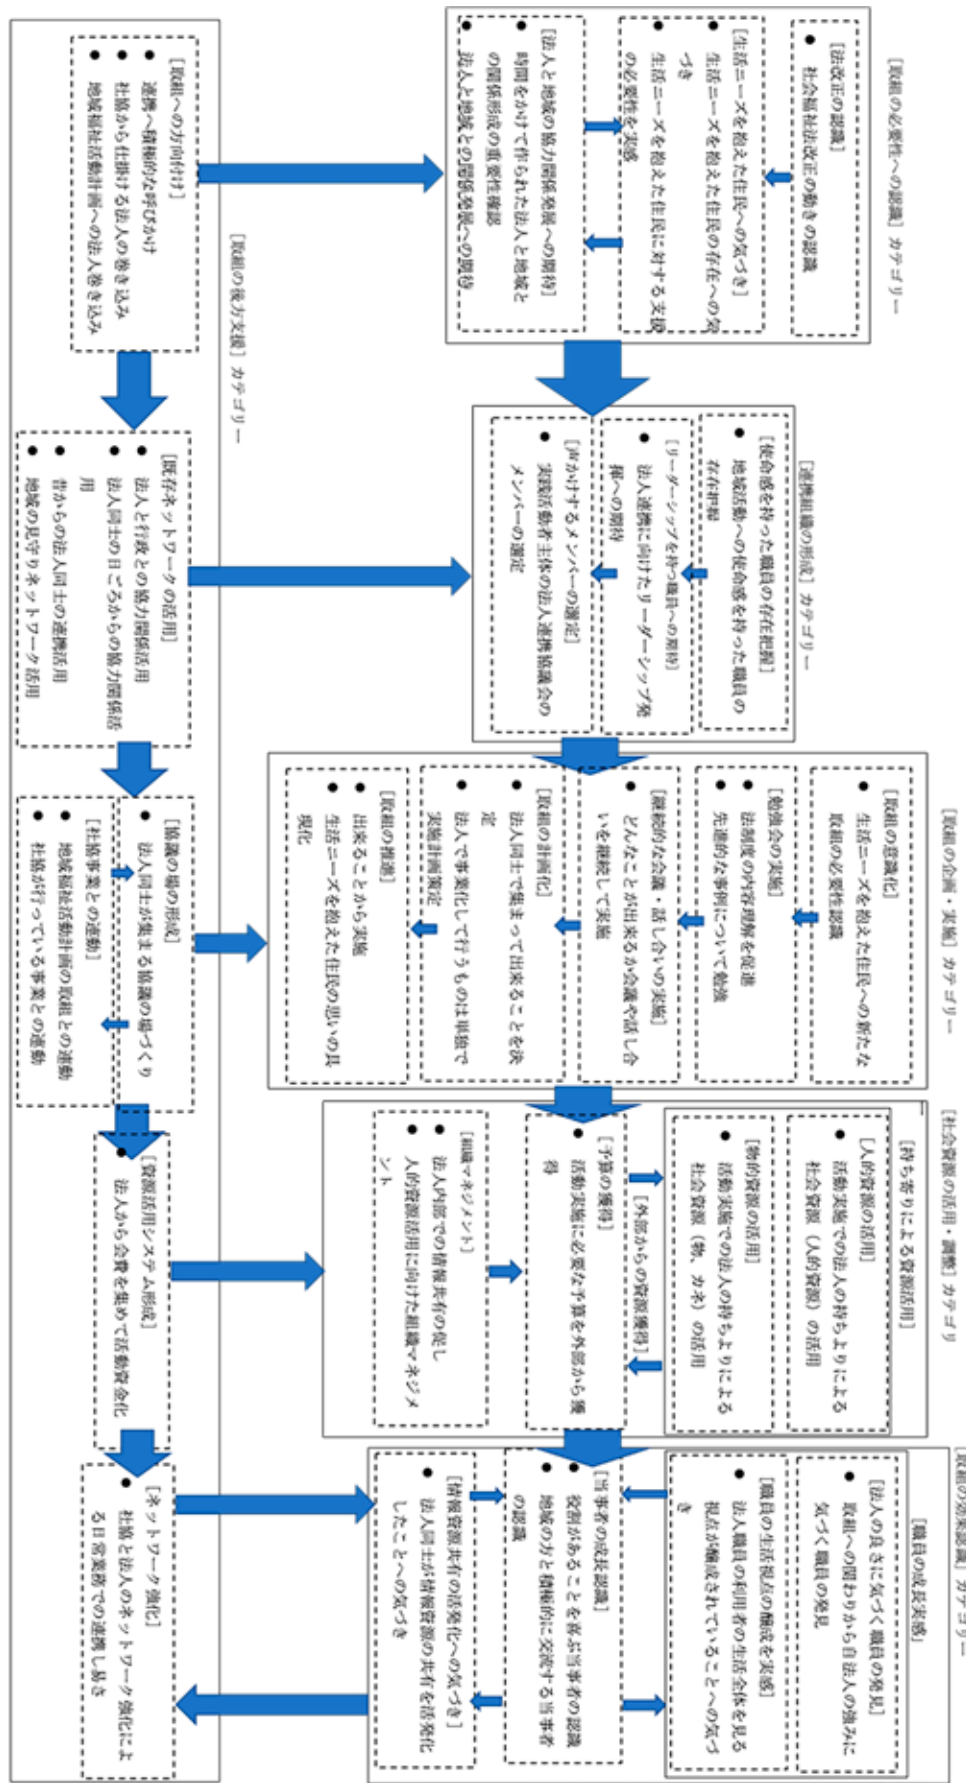 [取組の必要性への認識] カテゴリー
[法改正の認識]
● 社会福祉法改正の動きの認識
[生活ニーズを抱えた住民への気づき]
● 生活ニーズを抱えた住民の存在への気
づき
● 生活ニーズを抱えた住民に対する支援
の必要性を実感
[法人と地域の協力関係発展への期待]
● 時間をかけて作られた法人と地域と
の関係形成の重要性確認
● 法人と地域との関係発展への期待
[連携組織の形成] カテゴリー
[使命感を持った職員の存在把握]
● 地域活動への使命感を持った職員の
存在把握
[リーダーシップを持つ職員への期待]
● 法人連携に向けたリーダーシップ発
揮への期待
[声かけするメンバーの選定]
● 実践活動者主体の法人連携協議会の
メンバーの選定
[取組の企画・実施] カテゴリー
[取組の意識化]
● 生活ニーズを抱えた住民への新たな
取組の必要性認識
[勉強会の実施]
● 法制度の内容理解を促進
● 先進的な事例について勉強
[継続的な会議・話し合いの実施]
● どんなことが出来るか会議や話し合
いを継続して実施
[取組の計画化]
● 法人同士で集まって出来ることを決
定
● 法人で事業化して行うものは単独で
実施計画策定
[取組の推進]
● 出来ることから実施
● 生活ニーズを抱えた住民の思いの具
現化
[社会資源の活用・調整] カテゴリ
[持ち寄りによる資源活用]
[人的資源の活用]
● 活動実施での法人の持ちよりによる
社会資源（人的資源）の活用
[物的資源の活用]
● 活動実施での法人の持ちよりによる
社会資源（物、カネ）の活用
[外部からの資源獲得]
[予算の獲得]
● 活動実施に必要な予算を外部から獲
得
[組織マネジメント]
● 法人内部での情報共有の促し
● 人的資源活用に向けた組織マネジメ
ント
[取組の効果認識] カテゴリー
[職員の成長実感]
[法人の良さに気づく職員の発見]
● 取組への関わりから自法人の強みに
気づく職員の発見
[職員の生活視点の醸成を実感]
● 法人職員の利用者の生活全体を見る
視点が醸成されていることへの気づ
き
[当事者の成長認識]
● 役割があることを喜ぶ当事者の認識
● 地域の方と積極的に交流する当事者
の認識
[情報資源共有の活発化への気づき]
● 法人同士が情報資源の共有を活発化
したことへの気づき
[取組の後方支援] カテゴリー
[取組への方向付け]
● 連携へ積極的な呼びかけ
● 社協から仕掛ける法人の巻き込み
● 地域福祉活動計画への法人巻き込み
[既存ネットワークの活用]
● 法人と行政との協力関係活用
● 法人同士の日ごろからの協力関係活
用
● 昔からの法人同士の連携活用
● 地域の見守りネットワーク活用
[協議の場の形成]
● 法人同士が集まる協議の場づくり
[社協事業との連動]
● 地域福祉活動計画の取組との連動
● 社協が行っている事業との連動
[資源活用システム形成]
● 法人から会費を集めて活動資金化
[ネットワーク強化]
● 社協と法人のネットワーク強化によ
る日常業務での連携し易さ